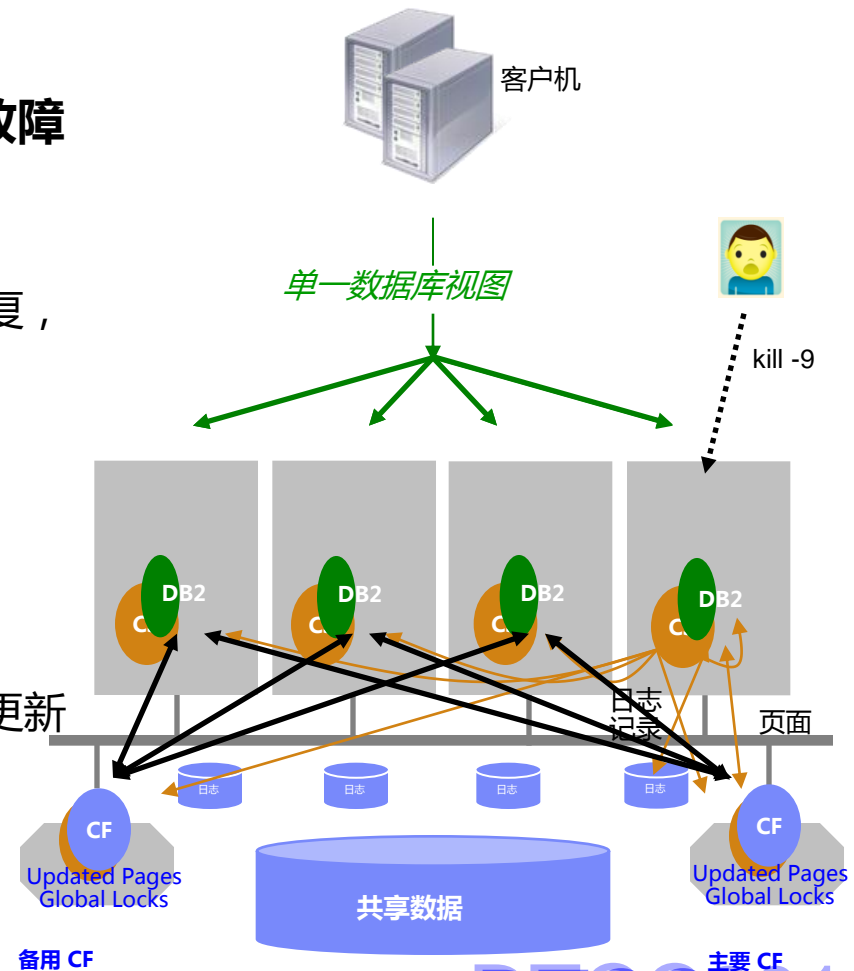 客户机
故障
单一数据库视图
复，
kill -9
DB2
DB2
DB2
DB2
C
C
C
C
更新
日志
记录
页面
日志
日志
日志
日志
CF
CF
Updated Pages
Global Locks
Updated Pages
Global Locks
共享数据
备用 CF
主要 CF